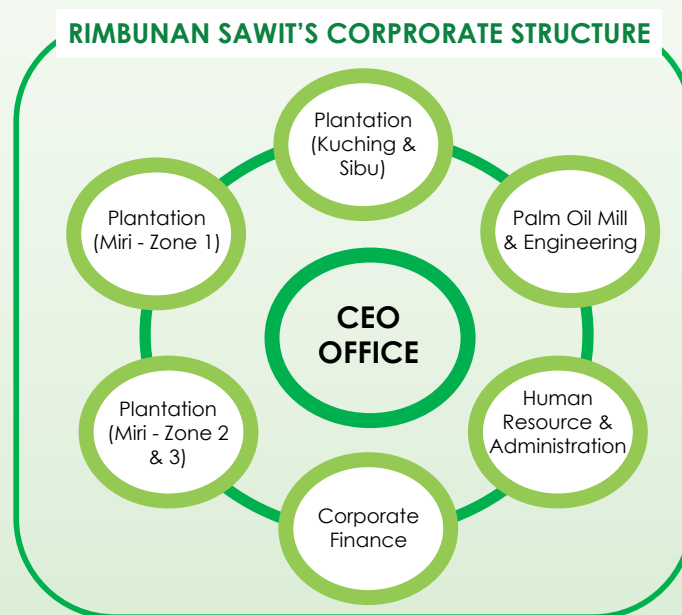 RIMBUNAN SAWIT'S CORPRORATE STRUCTURE
Plantation
(Kuching &
Sibu)
Palm Oil Mill
& Engineering
Human
Resource &
Administration
Corporate
Finance
Plantation
(Miri - Zone 2
& 3)
Plantation
(Miri - Zone 1)
CEO
OFFICE